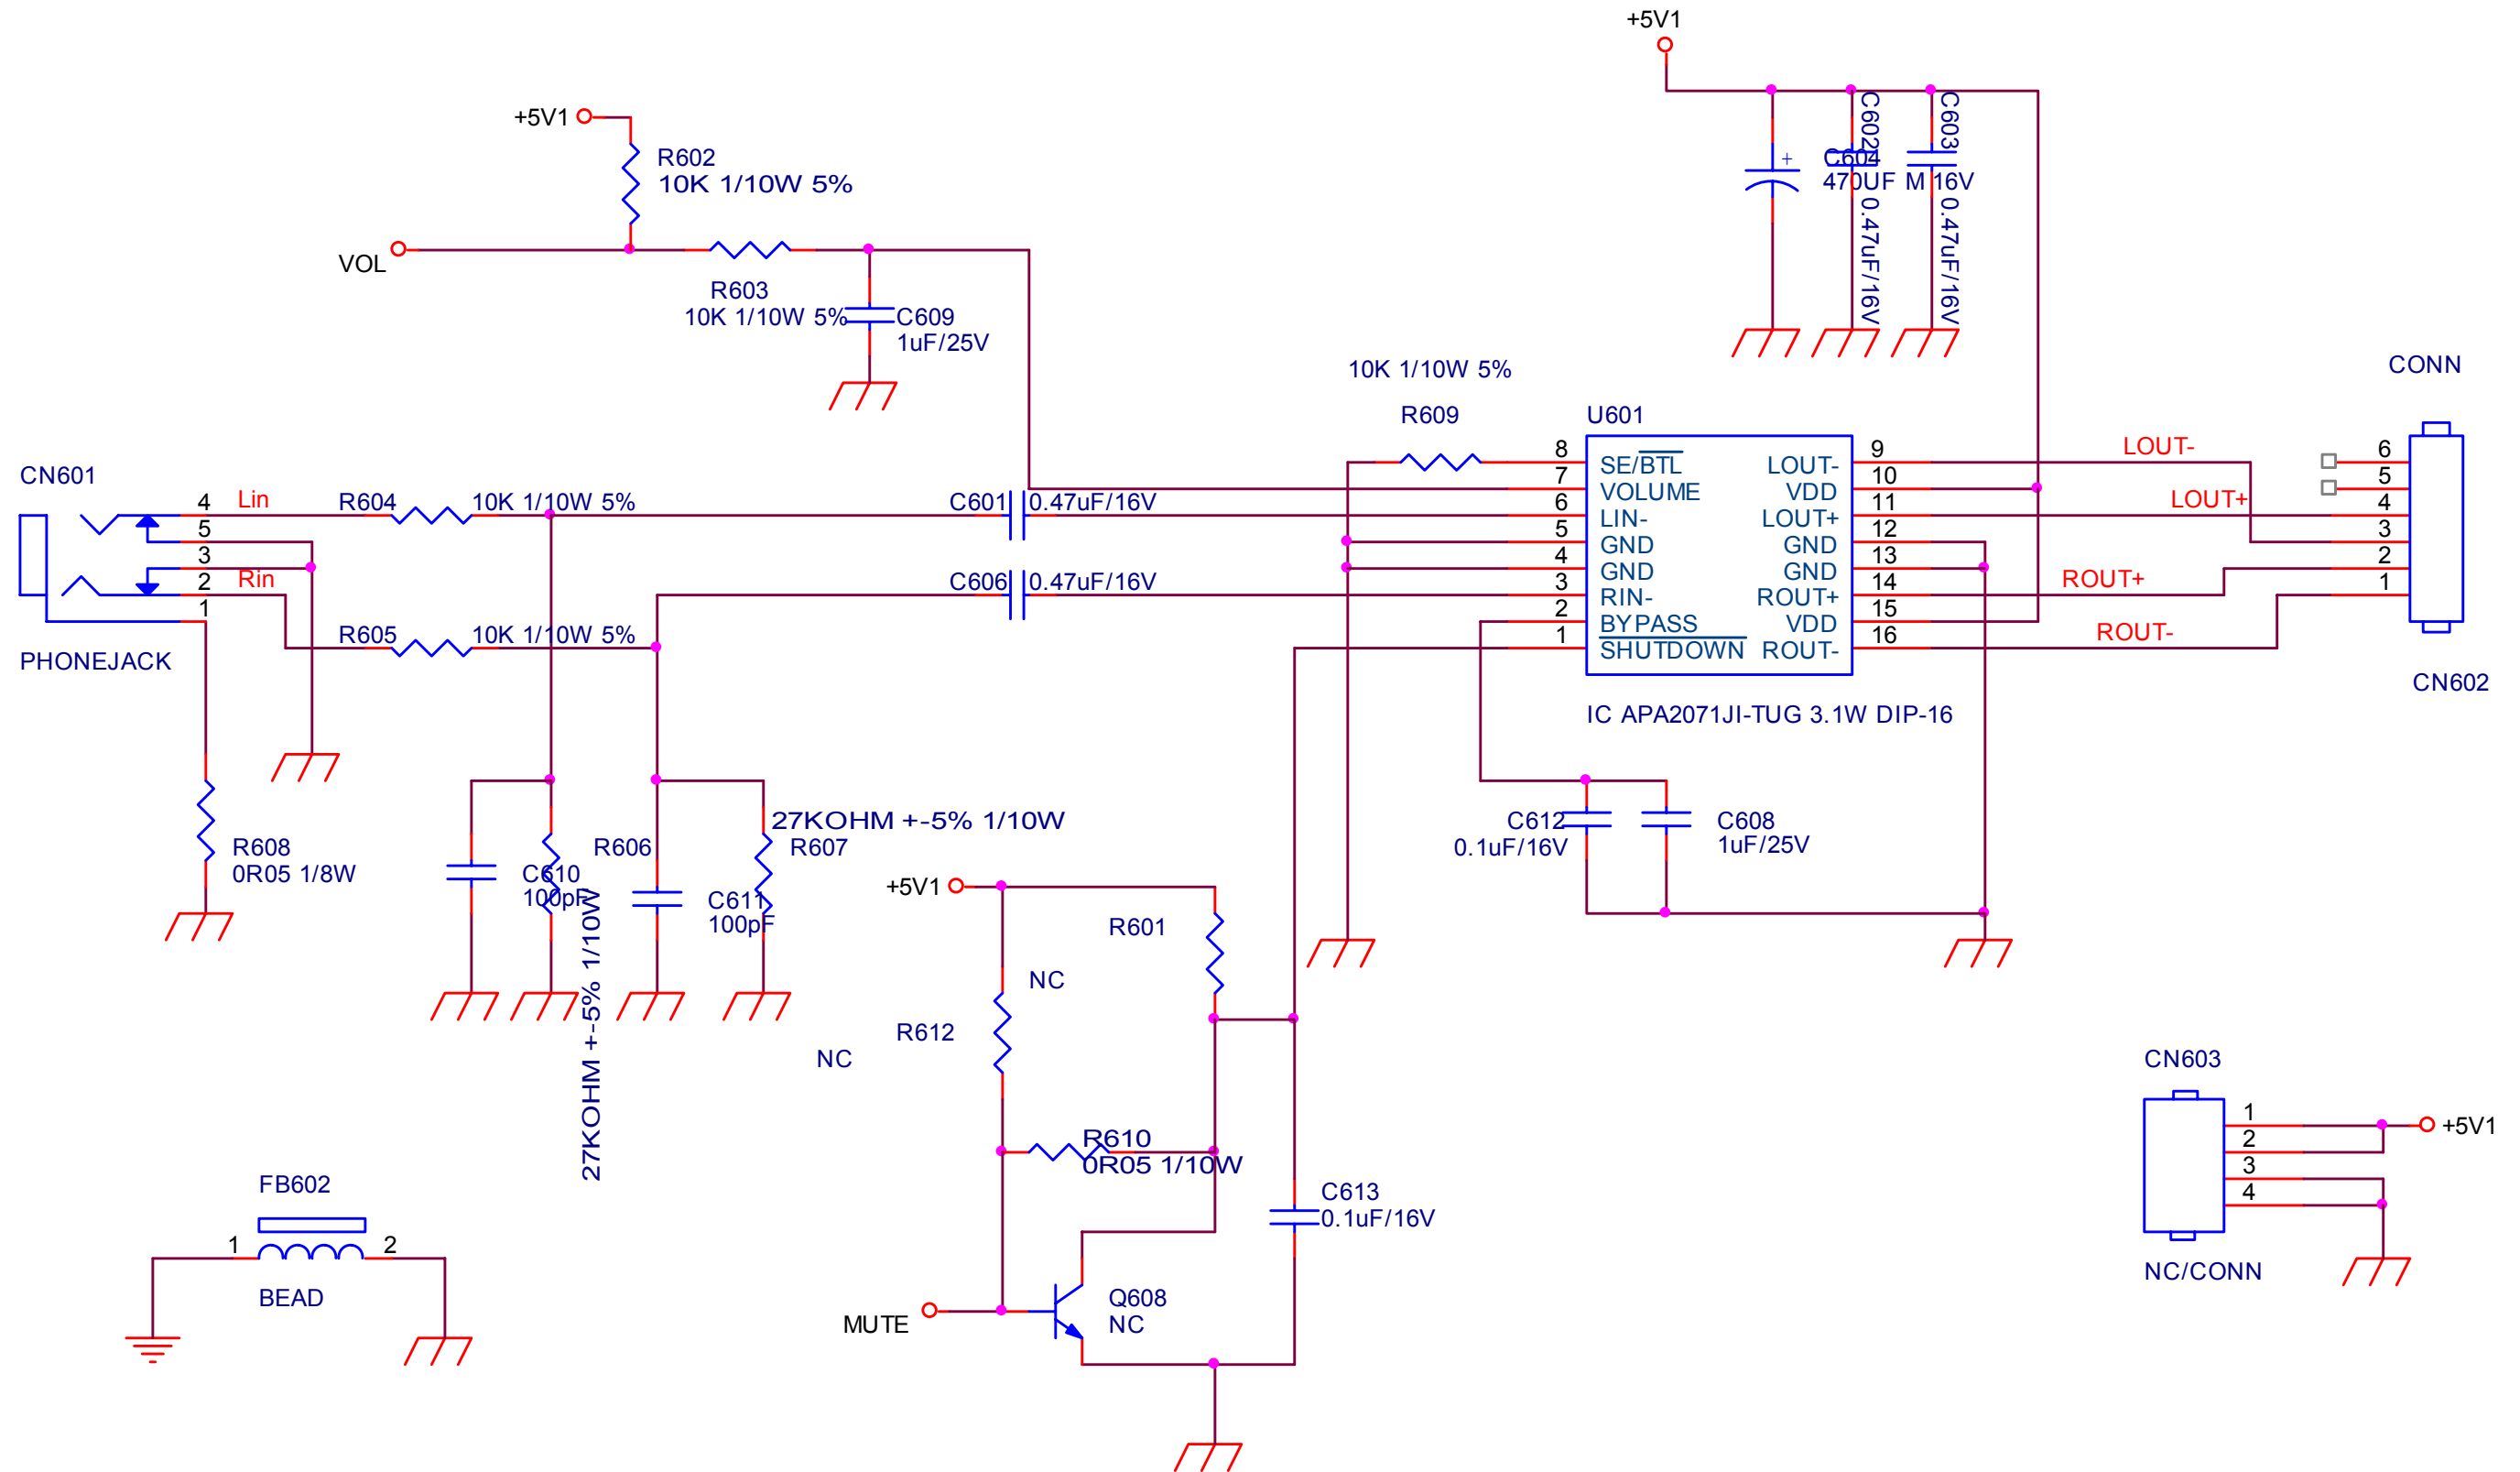 +5V1
+5V1
R602
10K 1/10W 5%
VOL
R603
10K 1/10W 5%
C609
1uF/25V
C602
0.47uF/16V
C603
0.47uF/16V
C604
470UF M 16V
10K 1/10W 5%
R609
CONN
CN601
4
Lin
5
3
2
Rin
1
PHONEJACK
R604
10K 1/10W 5%
R605
10K 1/10W 5%
C601
0.47uF/16V
C606
0.47uF/16V
U601
8 SE/BTL LOUT- 9
7 VOLUME VDD 10
6 LIN- LOUT+ 11
5 GND GND 12
4 GND GND 13
3 RIN- ROUT+ 14
2 BYPASS VDD 15
1 SHUTDOWN ROUT- 16
IC APA2071JI-TUG 3.1W DIP-16
LOUT-
LOUT+
ROUT+
ROUT-
6
5
4
3
2
1
CN602
R608
0R05 1/8W
C610
100pF
R606
27KOHM +-5% 1/10W
C611
100pF
27KOHM +-5% 1/10W
R607
C612
0.1uF/16V
C608
1uF/25V
+5V1
R601
NC
R612
NC
R610
0R05 1/10W
C613
0.1uF/16V
MUTE
Q608
NC
FB602
1
2
BEAD
CN603
1
2
3
4
+5V1
NC/CONN